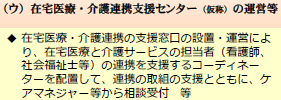 （ウ）在宅医療・介護連携支援センター（仮称）の運営等
◆ 在宅医療・介護連携の支援窓口の設置・運営によ
り、在宅医療と介護サービスの担当者（看護師、
社会福祉士等）の連携を支援するコーディネー
ターを配置して、連携の取組の支援とともに、ケ
アマネジャー等から相談受付　等